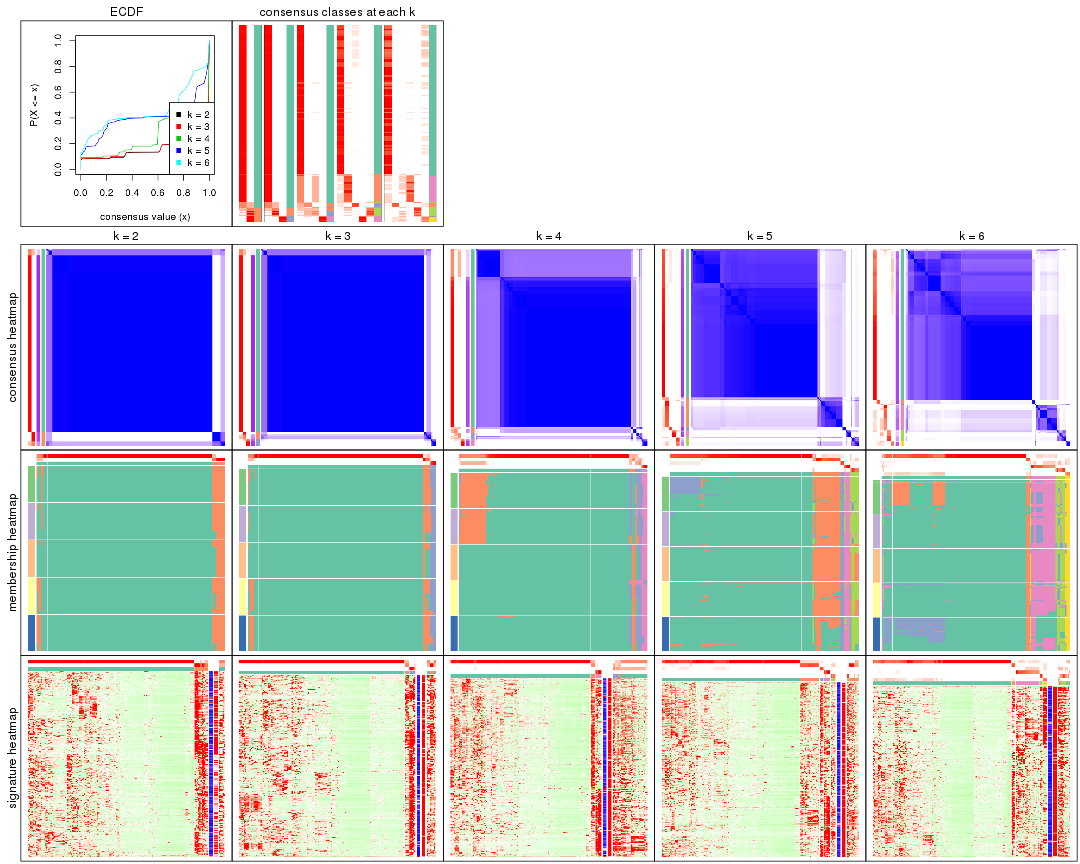 ECDF
consensus classes at each k
P(X <= x)
0.0 0.2 0.4 0.6 0.8 1.0
k = 2
k = 3
k = 4
k = 5
k = 6
0.0 0.2 0.4 0.6 0.8 1.0
consensus value (x)
k = 2
k = 3
k = 4
k = 5
k = 6
consensus heatmap
membership heatmap
signature heatmap